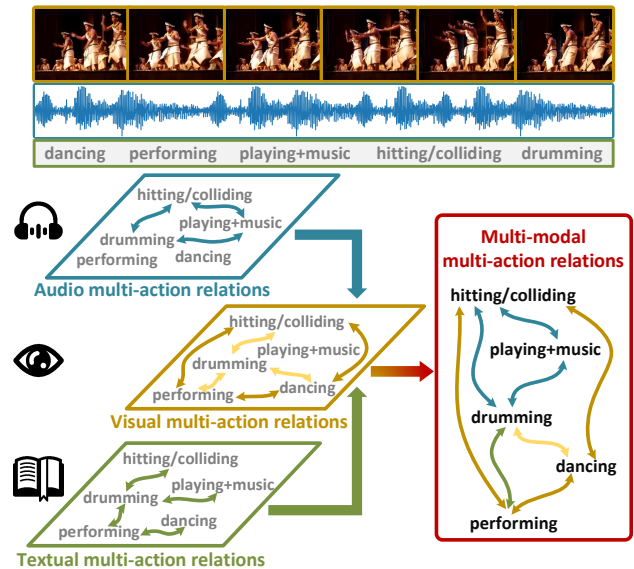 dancing performing playing+music hitting/colliding drumming
hitting/colliding
playing+music
drumming
performing
dancing
Audio multi-action relations
hitting/colliding
playing+music
drumming
performing
dancing
Visual multi-action relations
hitting/colliding
playing+music
drumming
performing
dancing
Textual multi-action relations
Multi-modal
multi-action relations
hitting/colliding
playing+music
drumming
dancing
performing